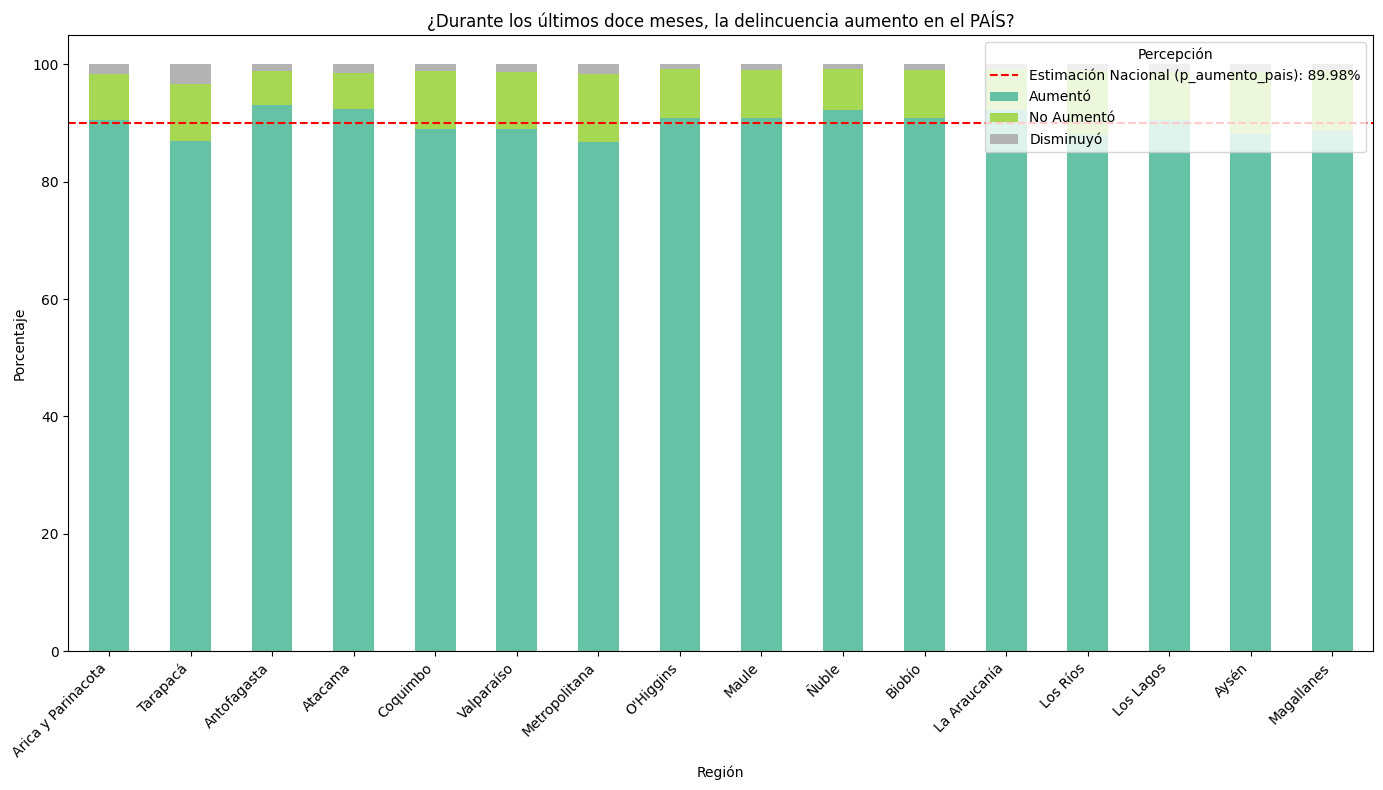 ¿Durante los últimos doce meses, la delincuencia aumento en el PAÍS?
Percepción
Estimación Nacional (p_aumento_pais): 89.98%
Aumentó
No Aumentó
Disminuyó
Porcentaje
100
80
60
40
20
0
Arica y Parinacota
Tarapacá
Antofagasta
Atacama
Coquimbo
Valparaíso
Metropolitana
O'Higgins
Maule
Ñuble
Biobío
La Araucanía
Los Ríos
Los Lagos
Aysén
Magallanes
Región